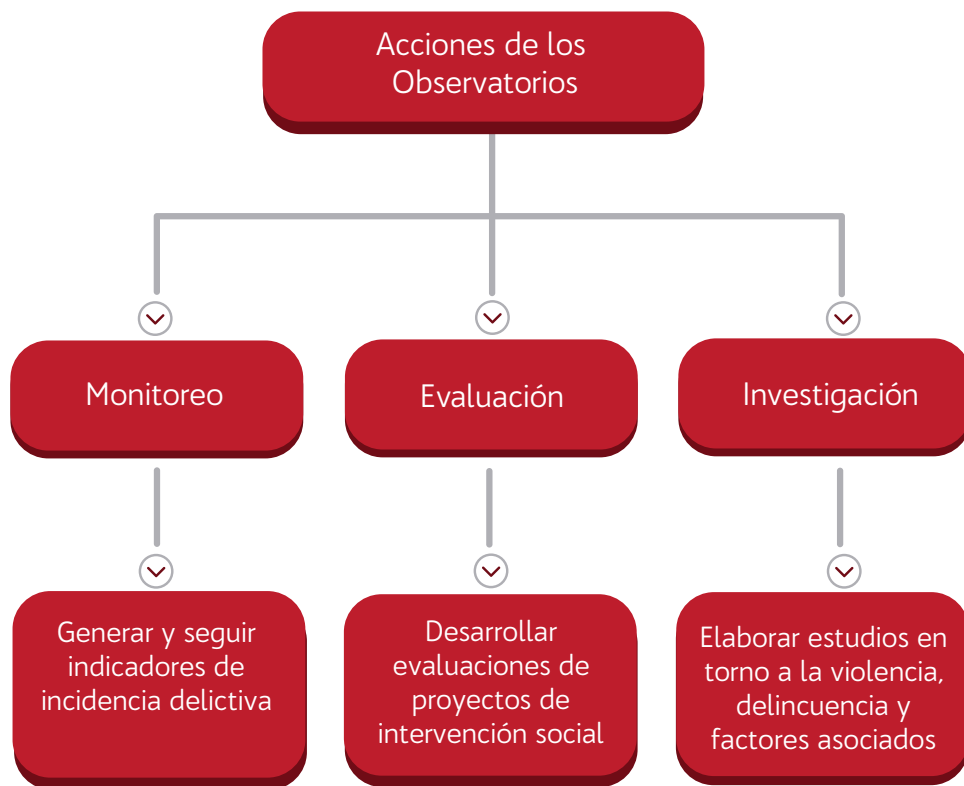 Acciones de los
Observatorios
Monitoreo
Evaluación
Investigación
Generar y seguir
indicadores de
incidencia delictiva
Desarrollar
evaluaciones de
proyectos de
intervención social
Elaborar estudios en
torno a la violencia,
delincuencia y
factores asociados